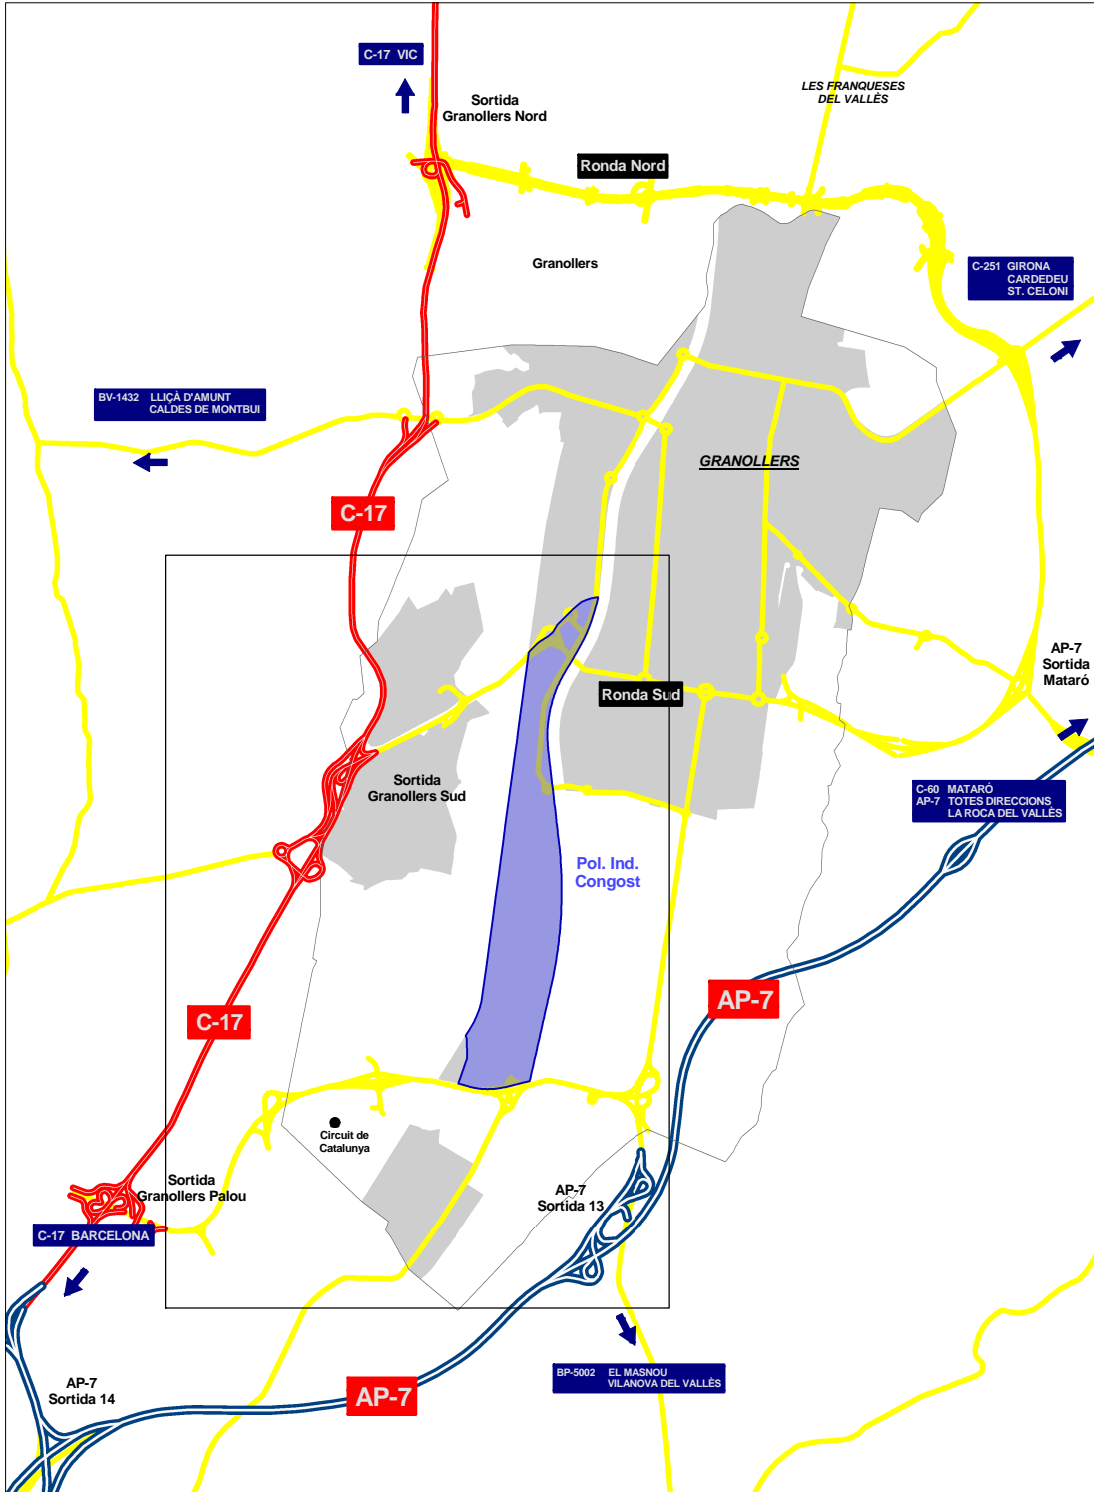 C-17 VIC
LES FRANQUESES
DEL VALLÈS
Sortida
Granollers Nord
Ronda Nord
Granollers
C-251 GIRONA
CARDEDEU
ST. CELONI
BV-1432 LLIÇÀ D'AMUNT
CALDES DE MONTBUI
GRANOLLERS
C-17
AP-7
Sortida
Mataró
Ronda Sud
Sortida
Granollers Sud
C-60 MATARÓ
AP-7 TOTES DIRECCIONS
LA ROCA DEL VALLÈS
Pol. Ind.
Congost
AP-7
C-17
Circuit de
Catalunya
Sortida
Granollers Palou
AP-7
Sortida 13
C-17 BARCELONA
BP-5002 EL MASNOU
VILANOVA DEL VALLÈS
AP-7
Sortida 14
AP-7